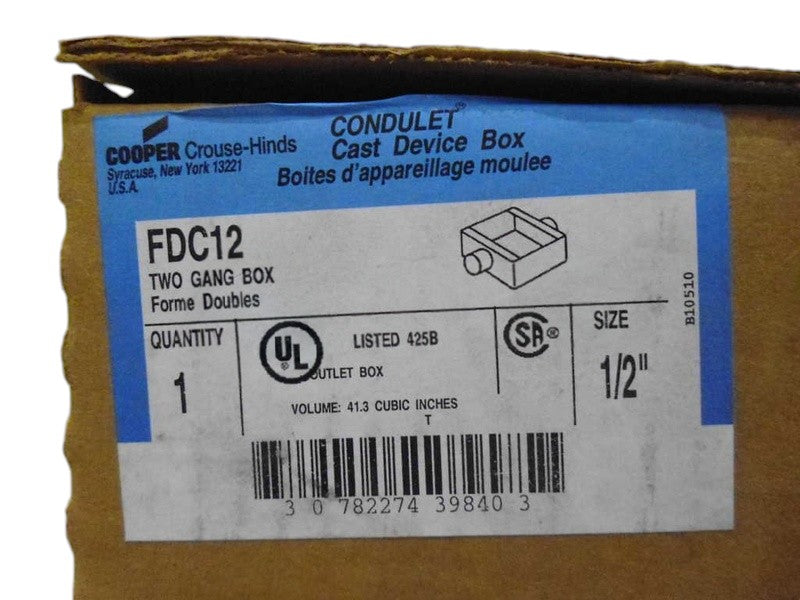 COOPER Crouse-Hinds
Syracuse, New York 13221
U.S.A.
CONDULET®
Cast Device Box
Boites d'appareillage moulee
FDC12
TWO GANG BOX
Forme Doubles
B10510
QUANTITY
1
UL
®
LISTED 425B
OUTLET BOX
VOLUME: 41.3 CUBIC INCHES
T
SA
®
SIZE
1/2"
3 0 782274 39840 3